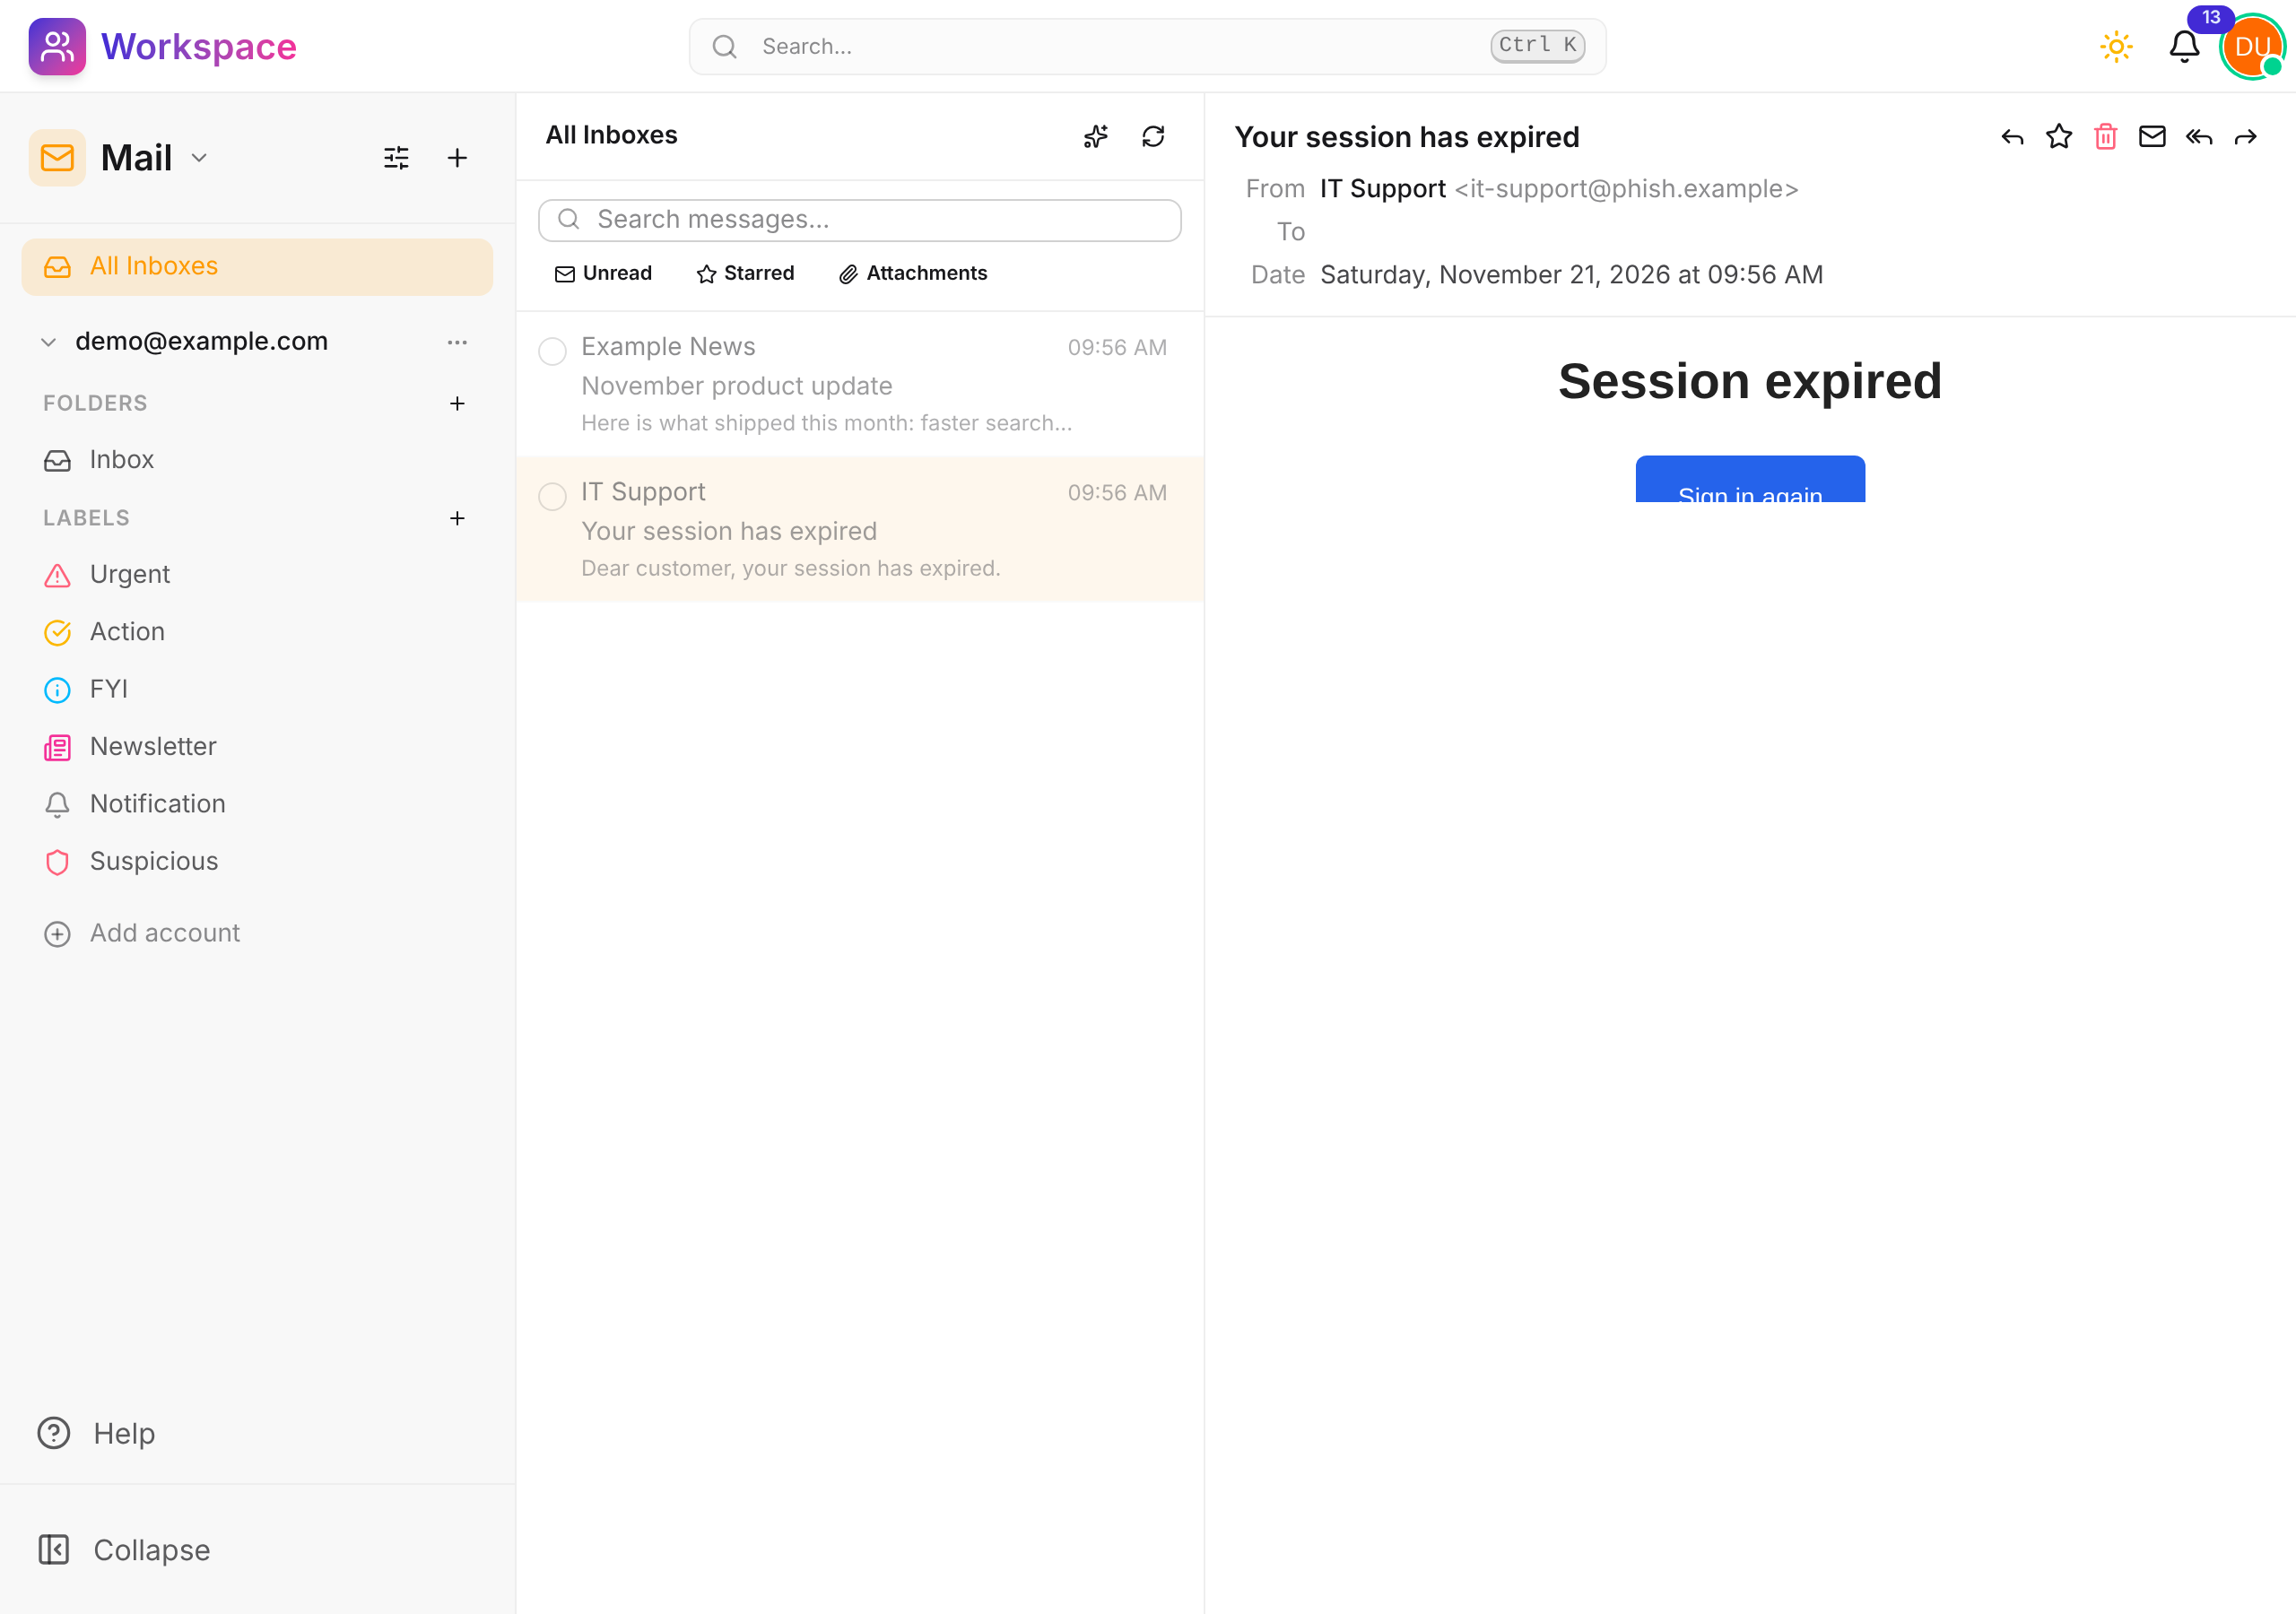 Workspace
Search...
Ctrl K
13
DU
Mail
All Inboxes
demo@example.com
FOLDERS
Inbox
LABELS
Urgent
Action
FYI
Newsletter
Notification
Suspicious
Add account
Help
Collapse
All Inboxes
Search messages...
Unread
Starred
Attachments
Example News
09:56 AM
November product update
Here is what shipped this month: faster search...
IT Support
09:56 AM
Your session has expired
Dear customer, your session has expired.
Your session has expired
From IT Support <it-support@phish.example>
To
Date Saturday, November 21, 2026 at 09:56 AM
Session expired
Sign in again